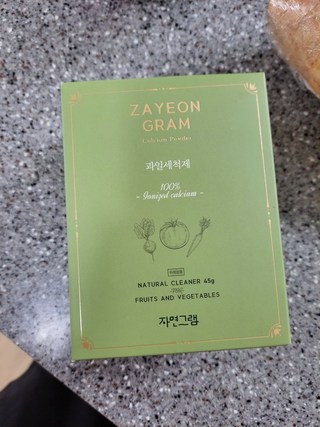 ZAYEON
GRAM
Calcium Powder
과일세척제
100%
- Ionized calcium -
NATURAL CLEANER 45g
FRUITS AND VEGETABLES
자연그램